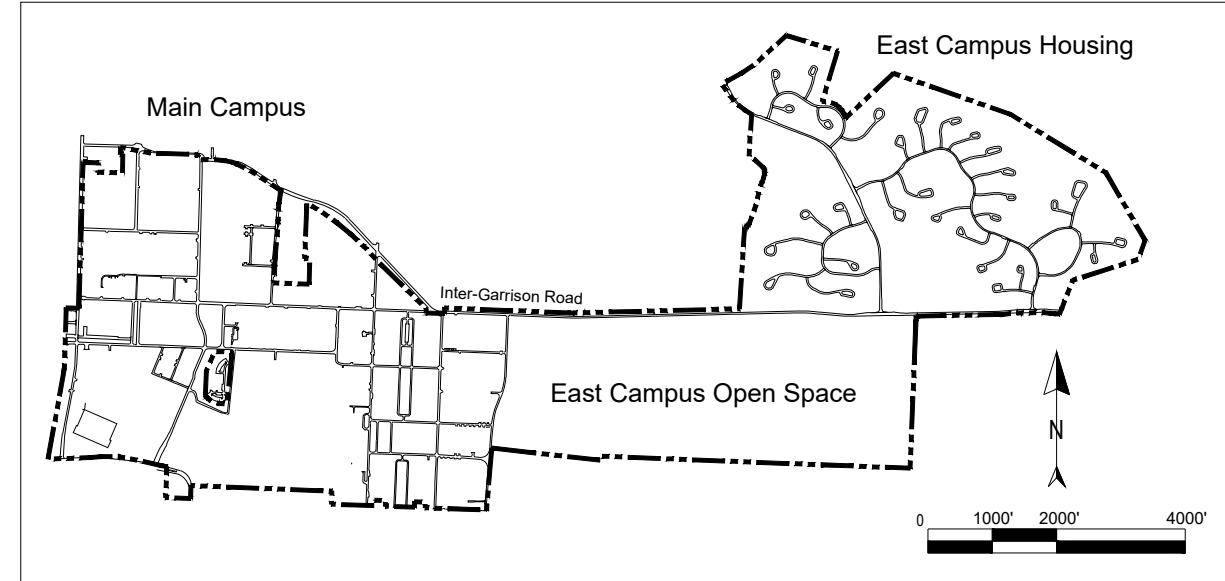 East Campus Housing
Main Campus
Inter-Garrison Road
East Campus Open Space
N
0 1000' 2000' 4000'